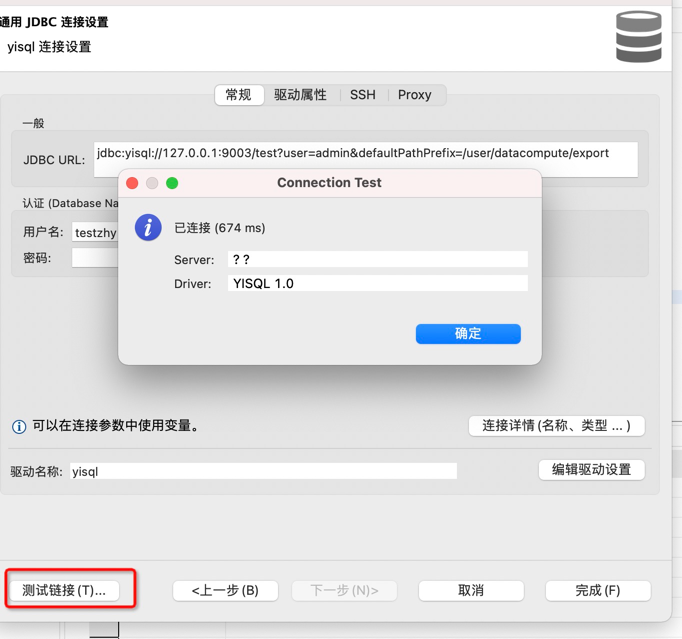 通用 JDBC 连接设置
yisql 连接设置
常规 驱动属性 SSH Proxy
一般
JDBC URL: jdbc:yisql://127.0.0.1:9003/test?user=admin&defaultPathPrefix=/user/datacompute/export
Connection Test
认证 (Database Na
已连接 (674 ms)
用户名: testzhy
密码:
Server: ? ?
Driver: YISQL 1.0
确定
可以在连接参数中使用变量。 连接详情(名称、类型 ... )
驱动名称: yisql 编辑驱动设置
测试链接(T)... <上一步(B) 下一步(N)> 取消 完成(F)